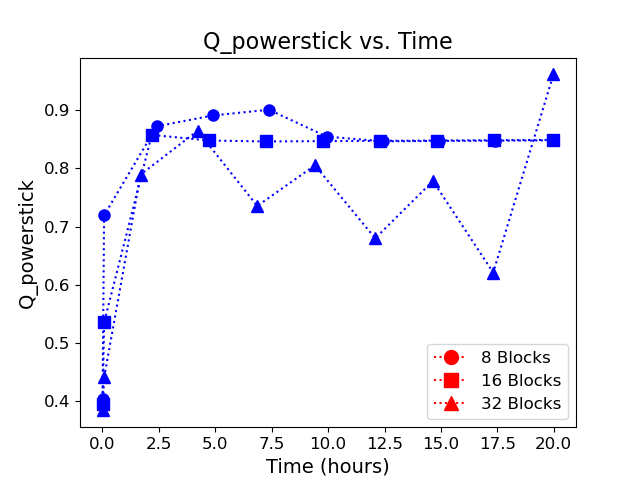 Q_powerstick vs. Time
Q_powerstick
0.9
0.8
0.7
0.6
0.5
0.4
0.0 2.5 5.0 7.5 10.0 12.5 15.0 17.5 20.0
Time (hours)
8 Blocks
16 Blocks
32 Blocks